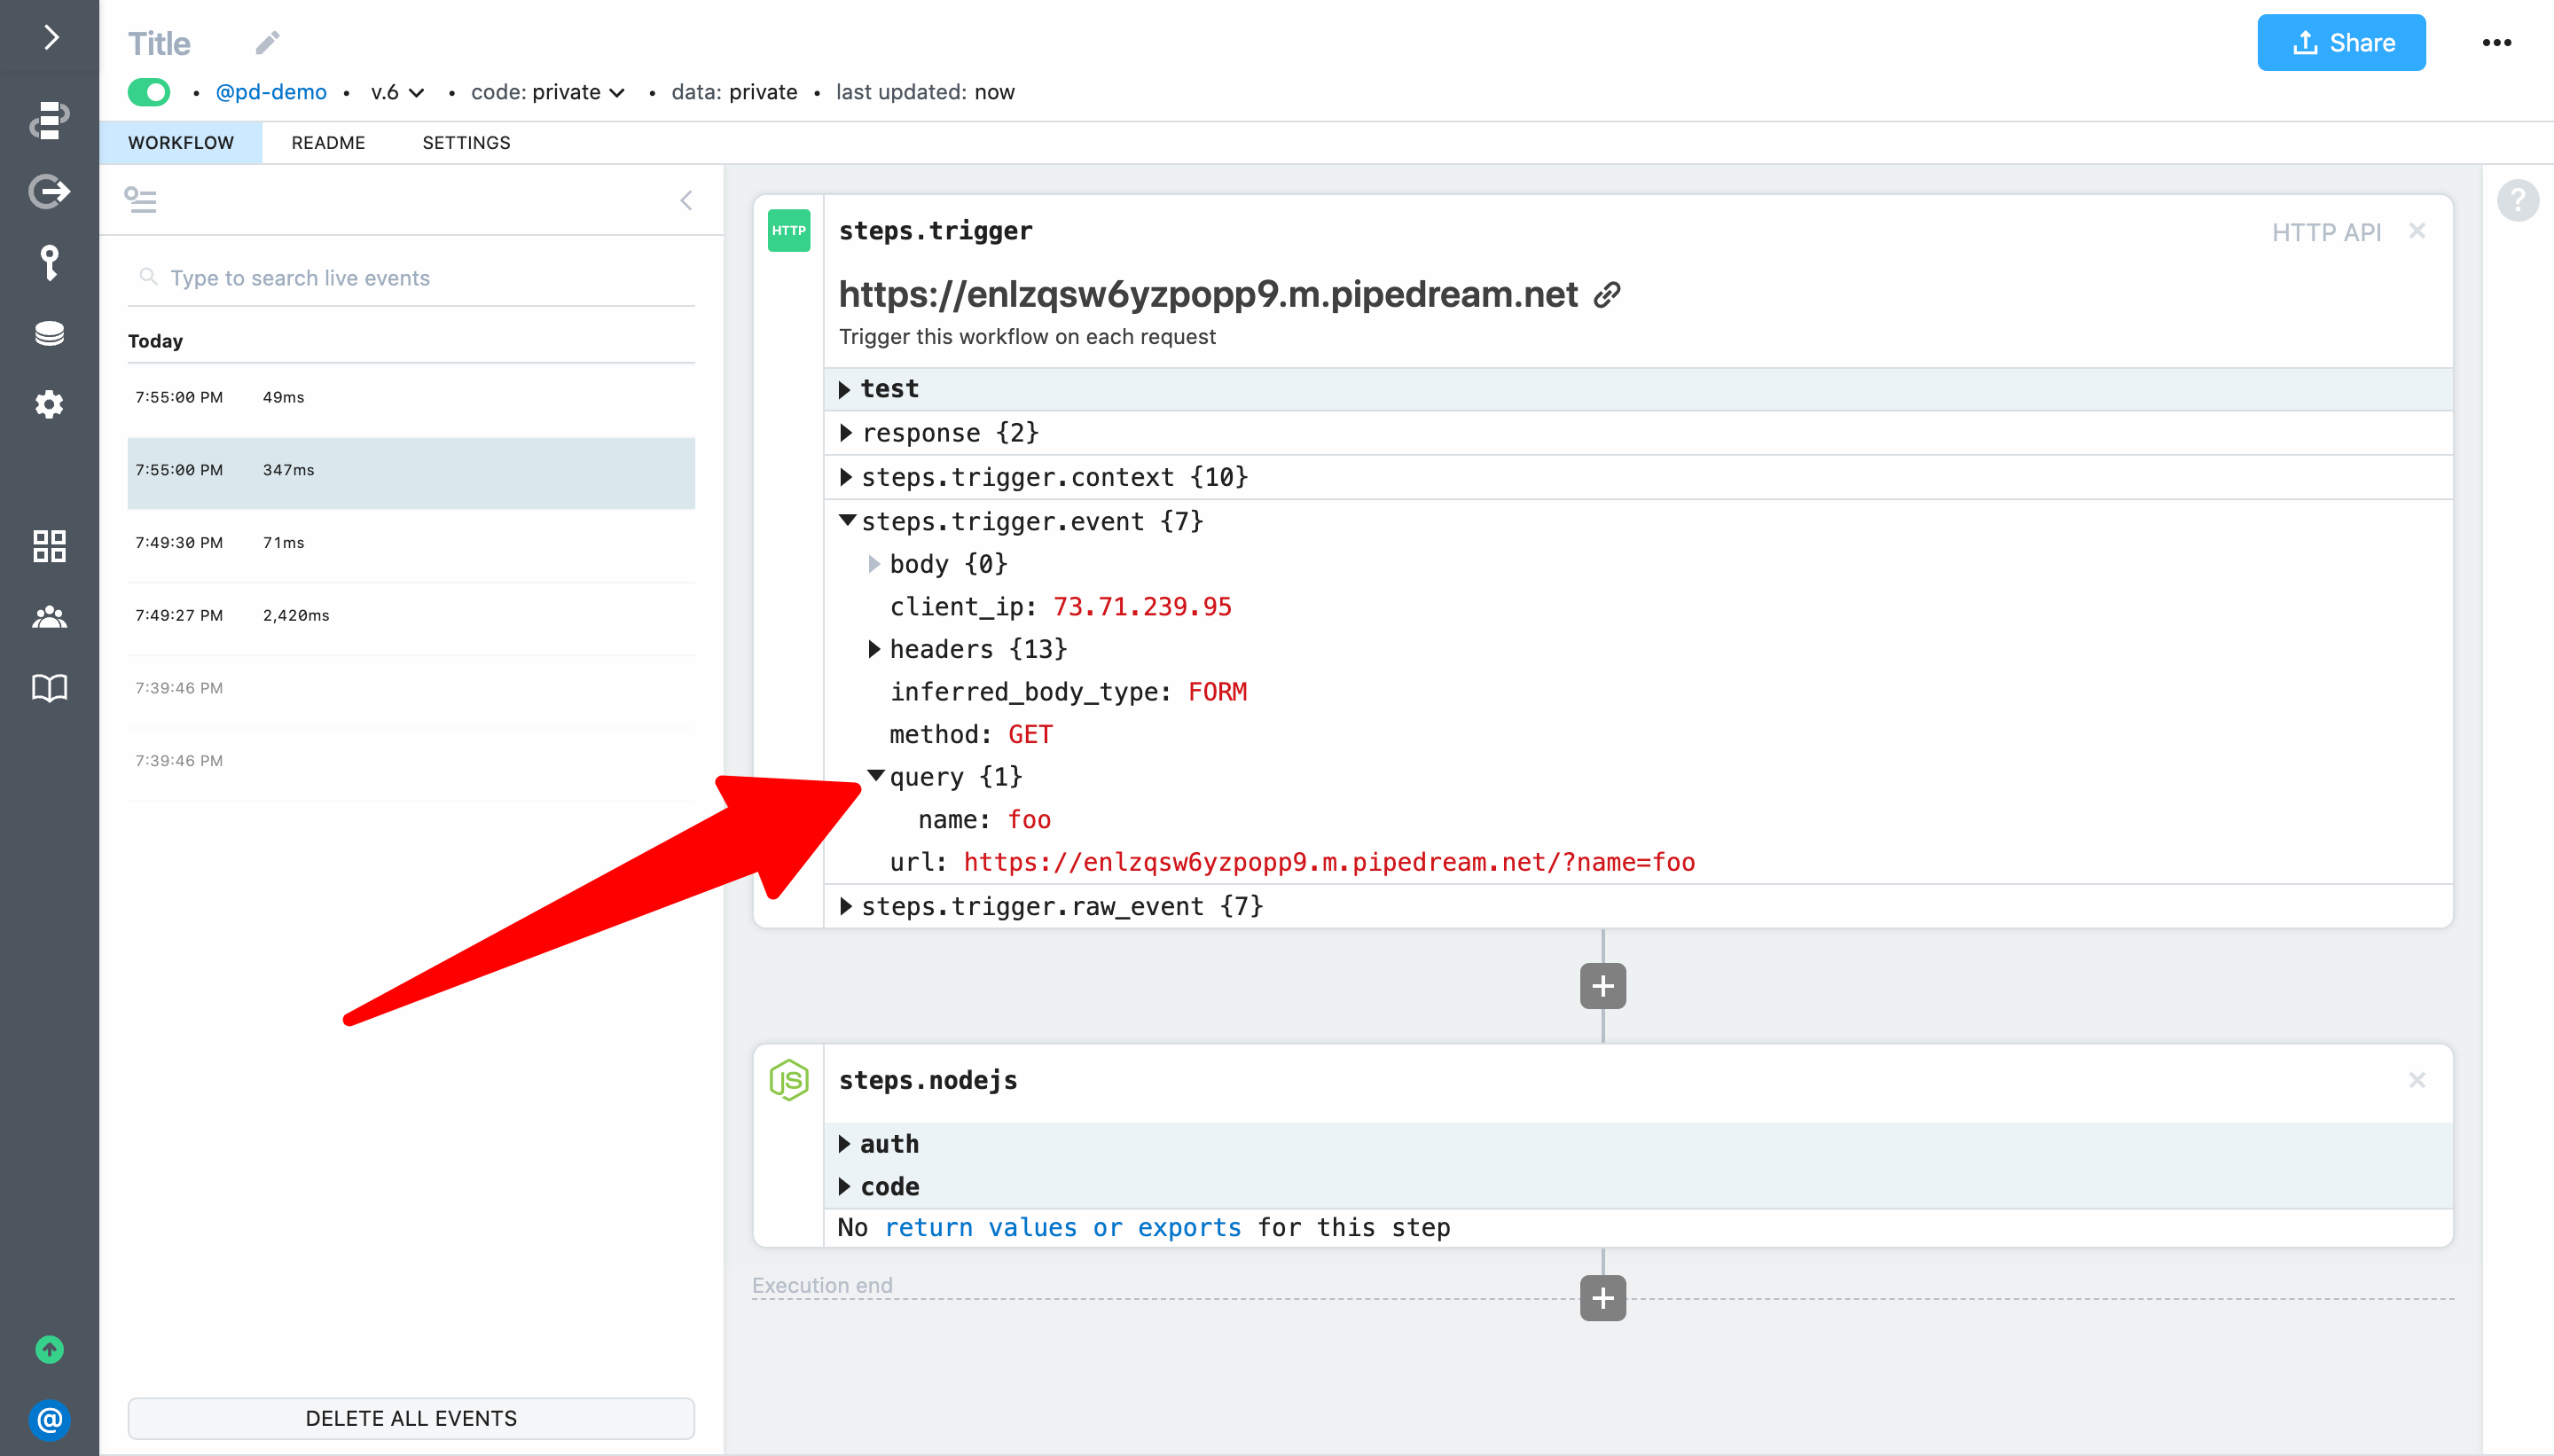 Title
Share
@pd-demo • v.6 • code: private • data: private • last updated: now
WORKFLOW README SETTINGS
Type to search live events
Today
7:55:00 PM 49ms
7:55:00 PM 347ms
7:49:30 PM 71ms
7:49:27 PM 2,420ms
7:39:46 PM
7:39:46 PM
DELETE ALL EVENTS
HTTP
steps.trigger
HTTP API
https://enlzqsw6yzpopp9.m.pipedream.net
Trigger this workflow on each request
test
response {2}
steps.trigger.context {10}
steps.trigger.event {7}
body {0}
client_ip: 73.71.239.95
headers {13}
inferred_body_type: FORM
method: GET
query {1}
name: foo
url: https://enlzqsw6yzpopp9.m.pipedream.net/?name=foo
steps.trigger.raw_event {7}
JS
steps.nodejs
auth
code
No return values or exports for this step
Execution end
@
?